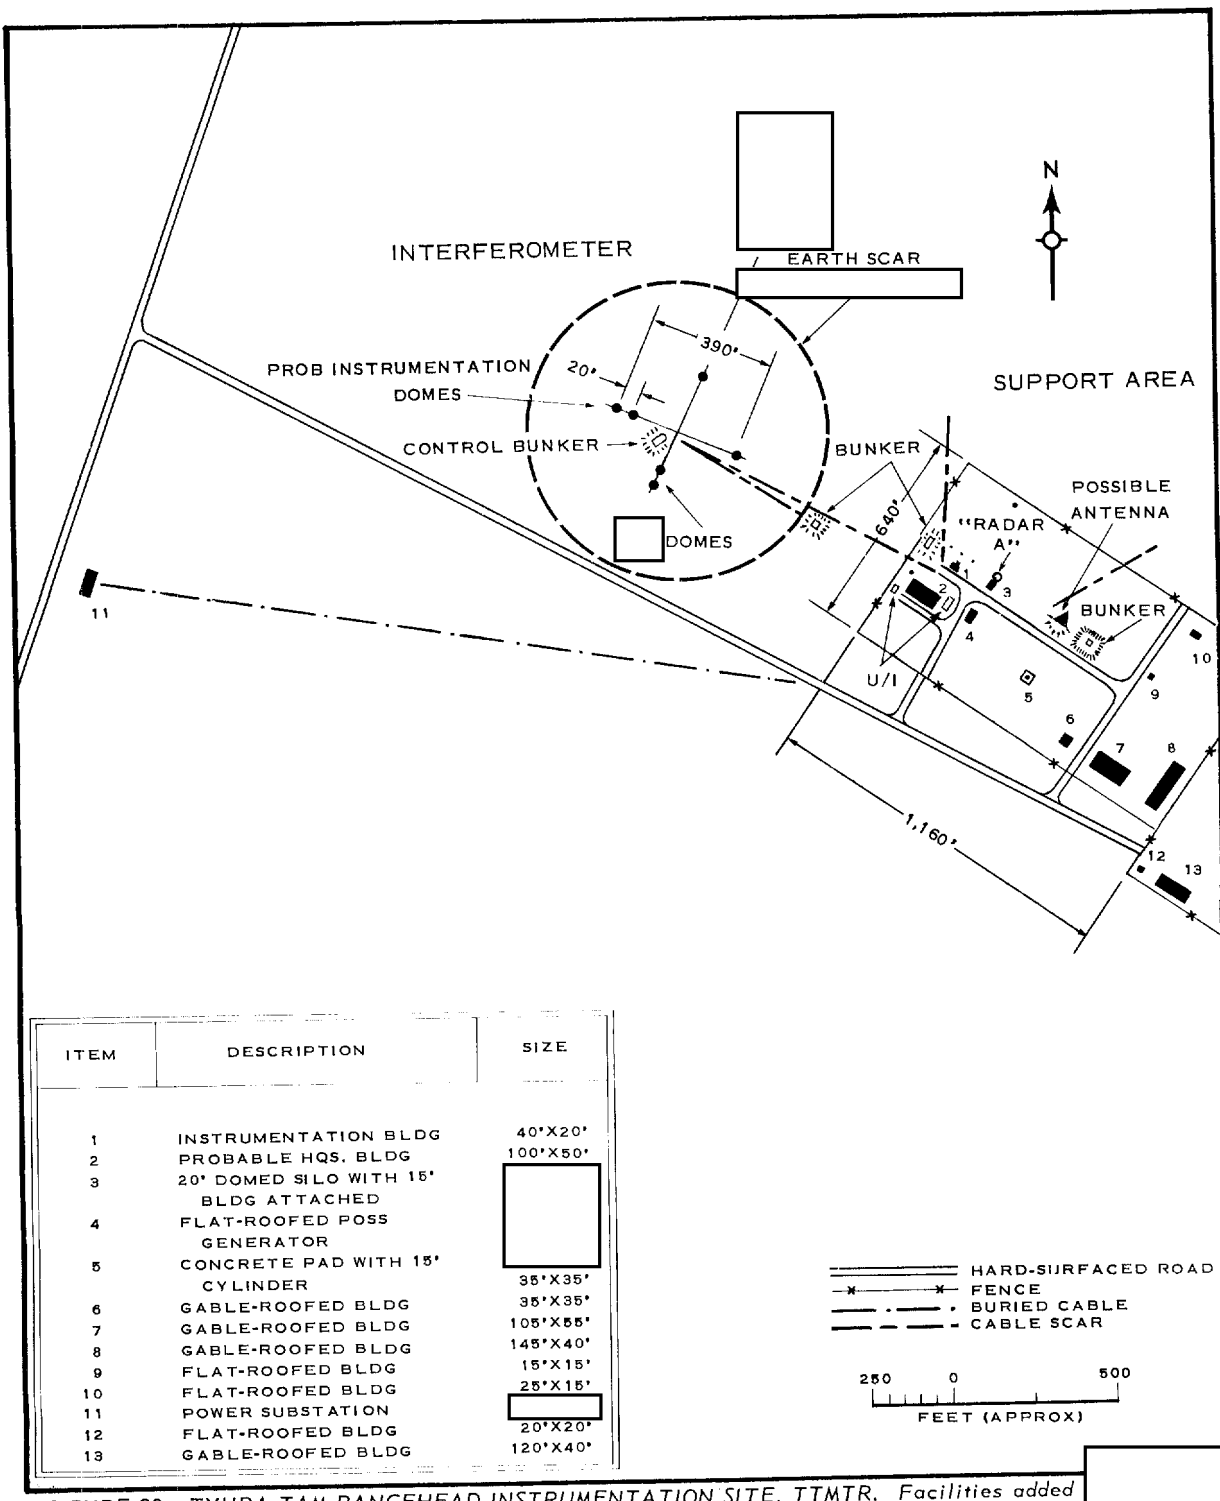 N
INTERFEROMETER
EARTH SCAR
390'
20'
PROB INSTRUMENTATION
DOMES
SUPPORT AREA
CONTROL BUNKER
BUNKER
640'
POSSIBLE
ANTENNA
"RADAR
A"
DOMES
1
2
3
BUNKER
11
4
10
U/I
5
9
6
7
8
1,160'
12
13
ITEM DESCRIPTION SIZE
1 INSTRUMENTATION BLDG 40'X20'
2 PROBABLE HQS. BLDG 100'X50'
3 20' DOMED SILO WITH 15'
BLDG ATTACHED
4 FLAT-ROOFED POSS
GENERATOR
5 CONCRETE PAD WITH 15'
CYLINDER 35'X35'
6 GABLE-ROOFED BLDG 35'X35'
7 GABLE-ROOFED BLDG 105'X55'
8 GABLE-ROOFED BLDG 145'X40'
9 FLAT-ROOFED BLDG 15'X15'
10 FLAT-ROOFED BLDG 25'X15'
11 POWER SUBSTATION
12 FLAT-ROOFED BLDG 20'X20'
13 GABLE-ROOFED BLDG 120'X40'
HARD-SURFACED ROAD
FENCE
BURIED CABLE
CABLE SCAR
250 0 500
FEET (APPROX)
TYURA TAM RANGEHEAD INSTRUMENTATION SITE, TTMTR. Facilities added